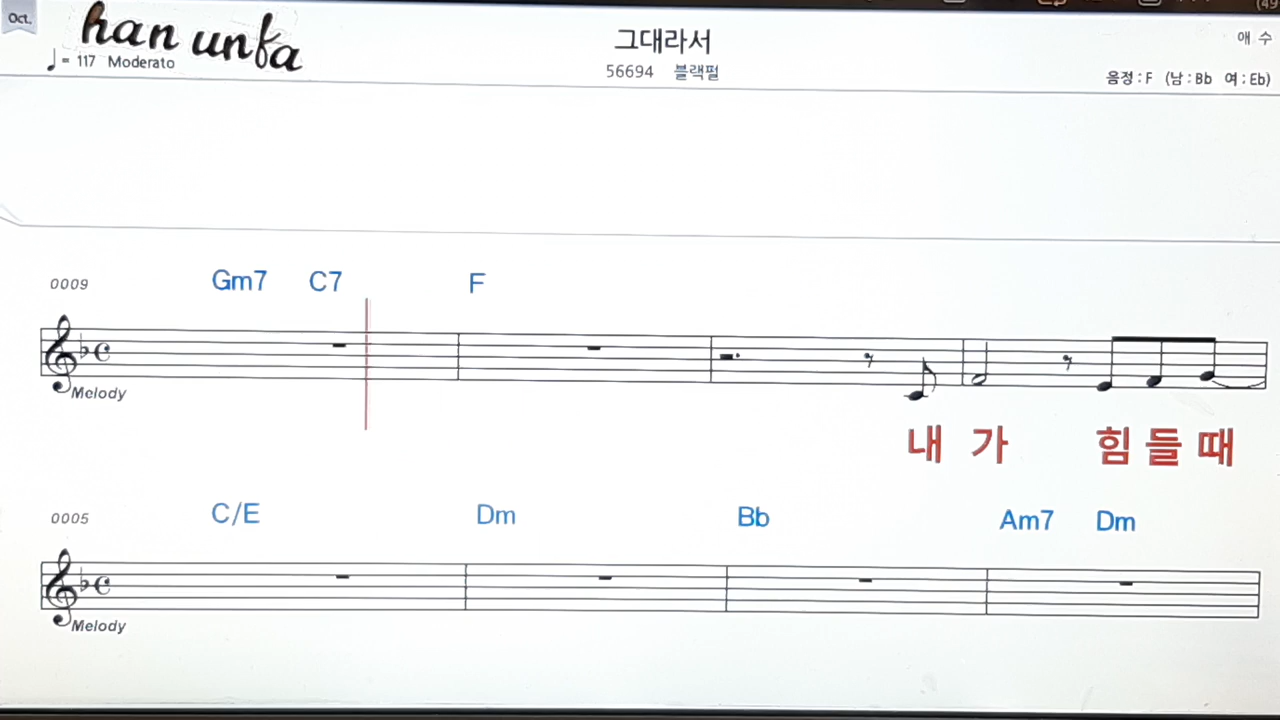 Oct.
han unfa
그대라서
애 수
♩= 117 Moderato
56694 블랙펄
음정 : F (남 : Bb 여 : Eb)
0009
Gm7 C7 F
Melody
내 가 힘 들 때
0005
C/E Dm Bb Am7 Dm
Melody